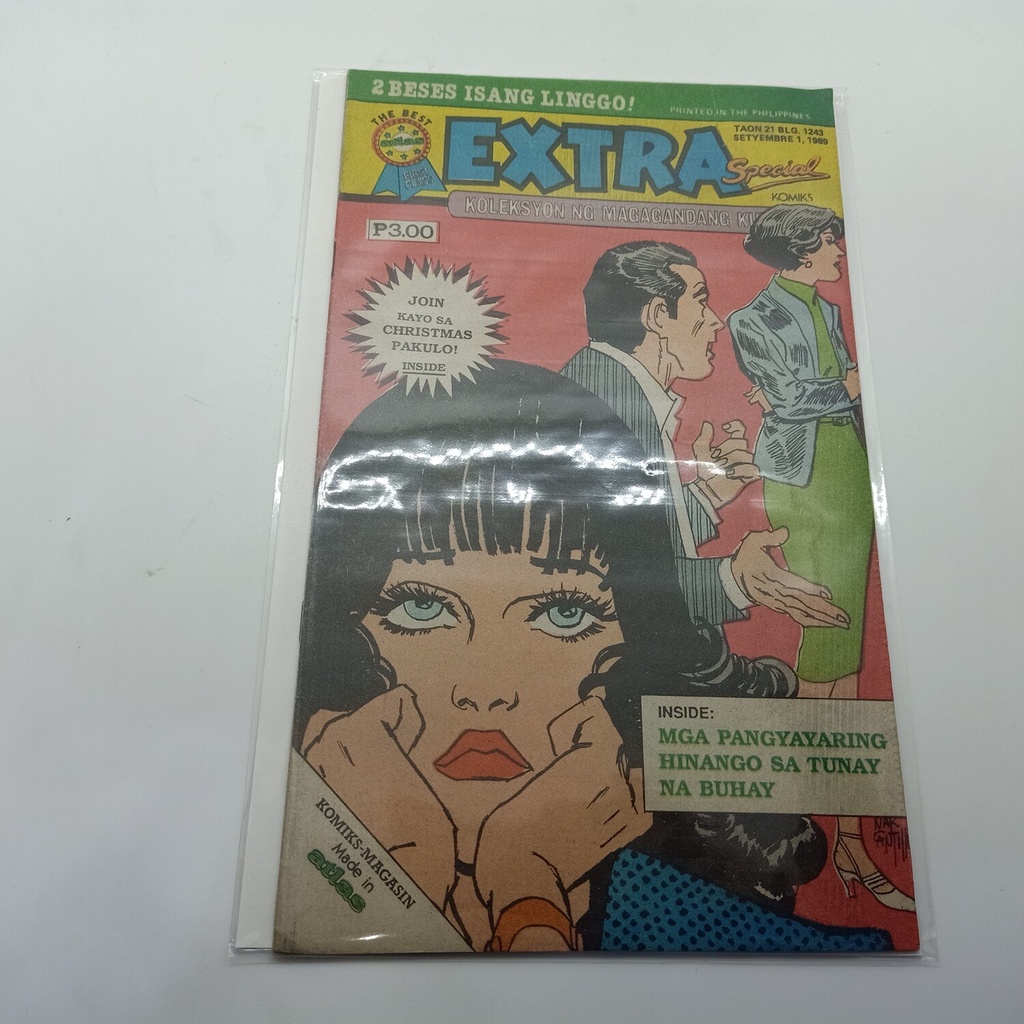 2 BESES ISANG LINGGO!
PRINTED IN THE PHILIPPINES
THE BEST
atlas
EXTRA
Special
KOMIKS
TAON 21 BLG. 1243
SETYEMBRE 1, 1989
KOLEKSYON NG MAGAGANDANG
P3.00
JOIN
KAYO SA
CHRISTMAS
PAKULO!
INSIDE
INSIDE:
MGA PANGYAYARING
HINANGO SA TUNAY
NA BUHAY
KOMIKS-MAGASIN
Made in
atlas